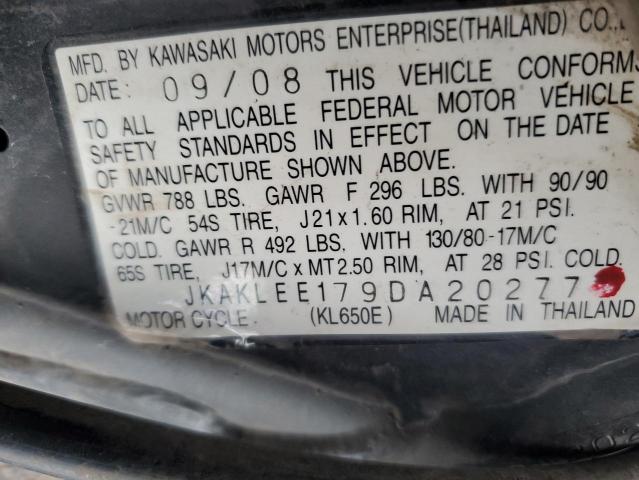 MFD. BY KAWASAKI MOTORS ENTERPRISE(THAILAND) CO.
DATE: 09/08 THIS VEHICLE CONFORMS
TO ALL APPLICABLE FEDERAL MOTOR VEHICLE
SAFETY STANDARDS IN EFFECT ON THE DATE
OF MANUFACTURE SHOWN ABOVE.
GVWR 788 LBS. GAWR F 296 LBS. WITH 90/90
-21M/C 54S TIRE, J21x1.60 RIM, AT 21 PSI.
COLD. GAWR R 492 LBS. WITH 130/80-17M/C
65S TIRE, J17M/C x MT2.50 RIM, AT 28 PSI. COLD.
JKAKLEE179DA20277
MOTOR CYCLE. (KL650E) MADE IN THAILAND